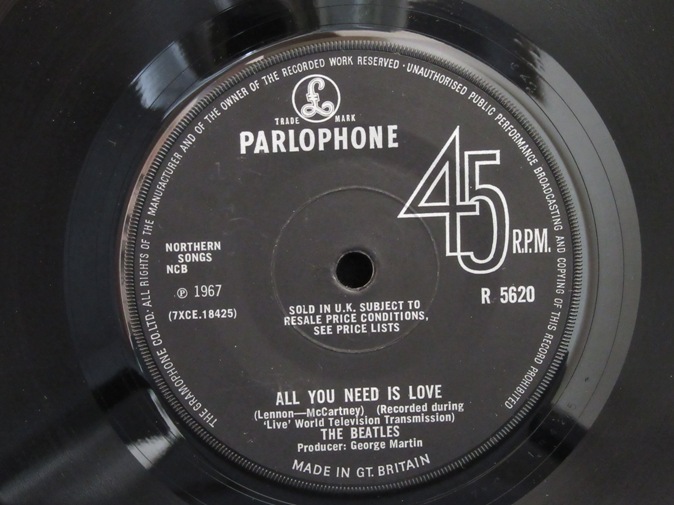 THE GRAMOPHONE CO. LTD. ALL RIGHTS OF THE MANUFACTURER AND OF THE OWNER OF THE RECORDED WORK RESERVED · UNAUTHORISED PUBLIC PERFORMANCE BROADCASTING AND COPYING OF THIS RECORD PROHIBITED
£
TRADE MARK
PARLOPHONE
45 R.P.M.
NORTHERN
SONGS
NCB
℗ 1967
(7XCE.18425)
R 5620
SOLD IN U.K. SUBJECT TO
RESALE PRICE CONDITIONS,
SEE PRICE LISTS
ALL YOU NEED IS LOVE
(Lennon—McCartney) (Recorded during
'Live' World Television Transmission)
THE BEATLES
Producer: George Martin
MADE IN GT. BRITAIN